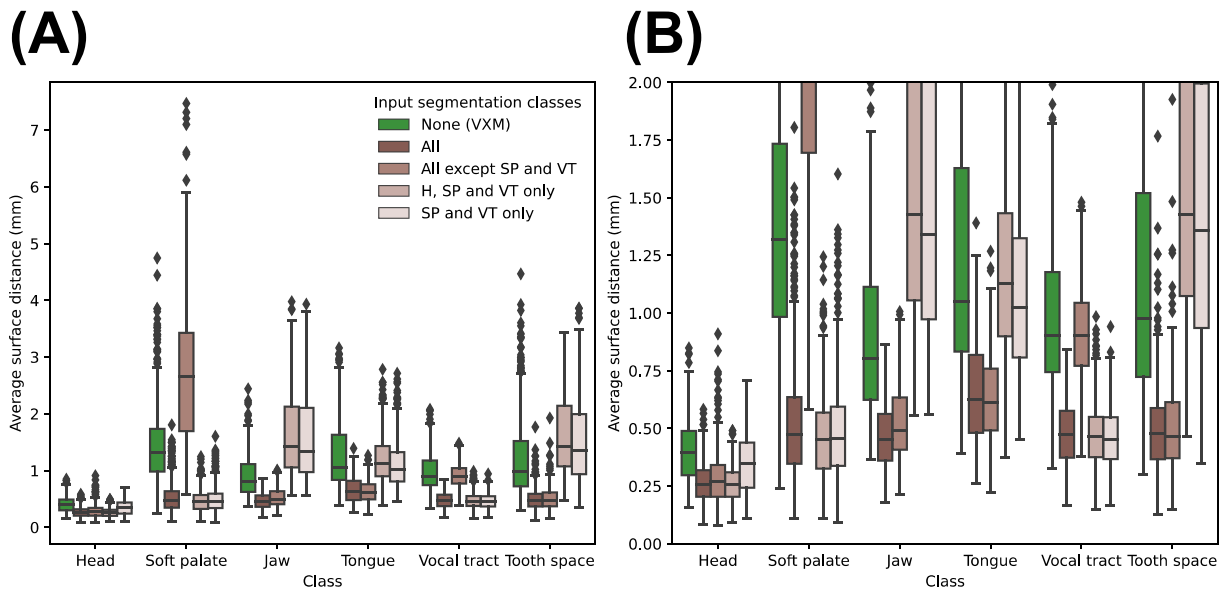 (A)
(B)
Average surface distance (mm)
7
6
5
4
3
2
1
0
Input segmentation classes
None (VXM)
All
All except SP and VT
H, SP and VT only
SP and VT only
Head
Soft palate
Jaw
Tongue
Vocal tract
Tooth space
Class
Average surface distance (mm)
2.00
1.75
1.50
1.25
1.00
0.75
0.50
0.25
0.00
Head
Soft palate
Jaw
Tongue
Vocal tract
Tooth space
Class